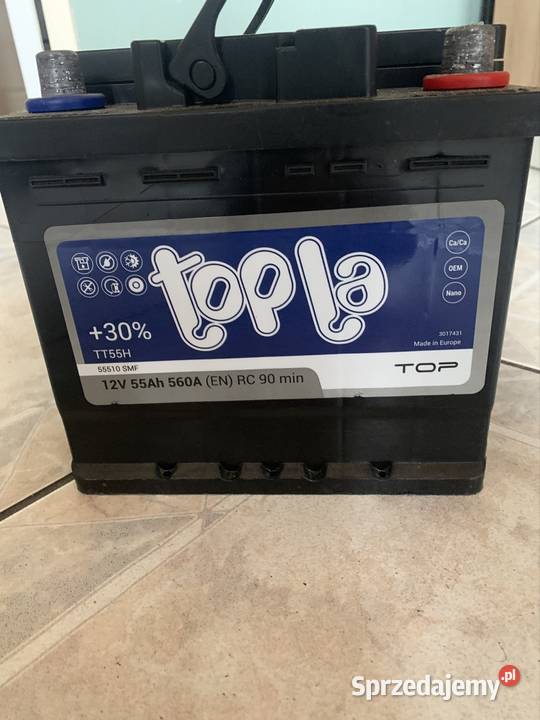 topla
+30%
TT55H
55510 SMF
12V 55Ah 560A (EN) RC 90 min
Ca/Ca
OEM
Nano
3017431
Made in Europe
TOP
Sprzedajemy.pl